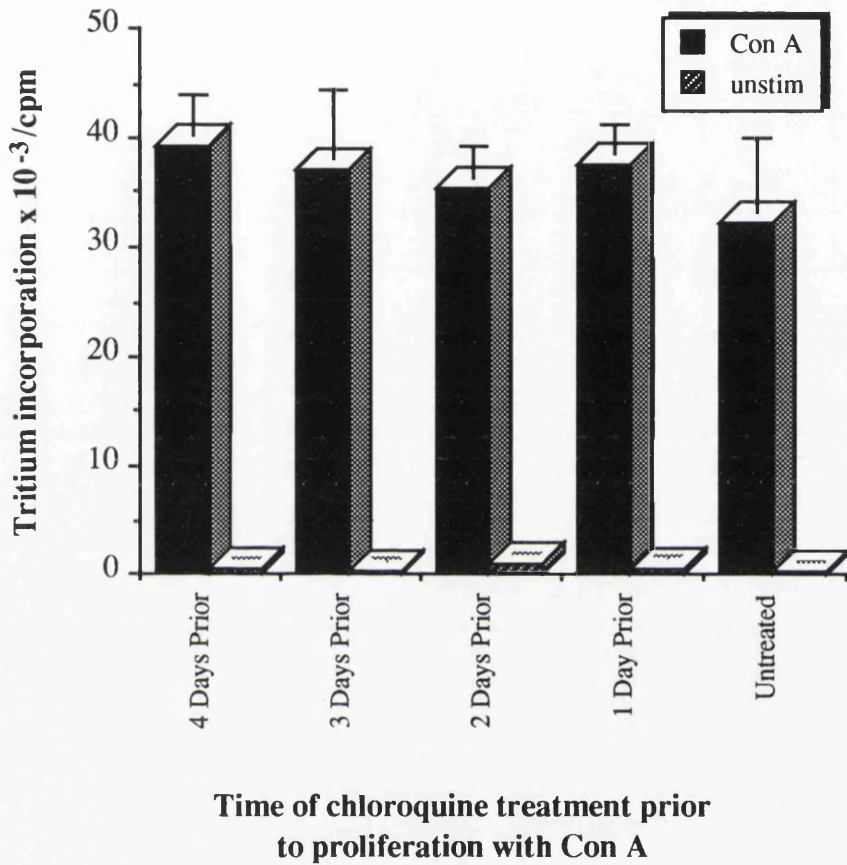 50
40
30
20
10
0
Tritium incorporation x 10⁻³/cpm
Con A
unstim
4 Days Prior
3 Days Prior
2 Days Prior
1 Day Prior
Untreated
Time of chloroquine treatment prior
to proliferation with Con A